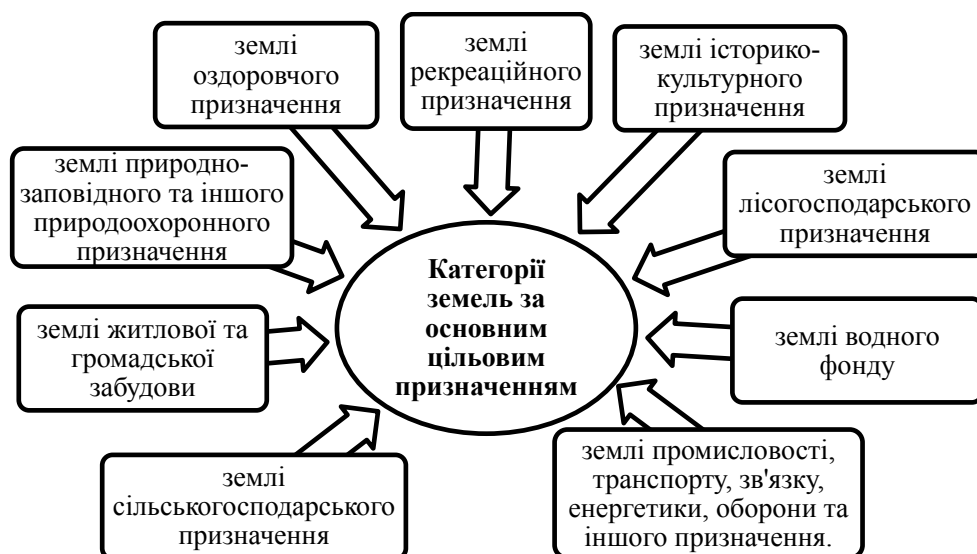 землі
оздоровчого
призначення
землі
рекреаційного
призначення
землі історико-
культурного
призначення
землі природно-
заповідного та іншого
природоохоронного
призначення
землі
лісогосподарського
призначення
Категорії
земель за
основним
цільовим
призначенням
землі житлової та
громадської
забудови
землі водного
фонду
землі
сільськогосподарського
призначення
землі промисловості,
транспорту, зв'язку,
енергетики, оборони та
іншого призначення.